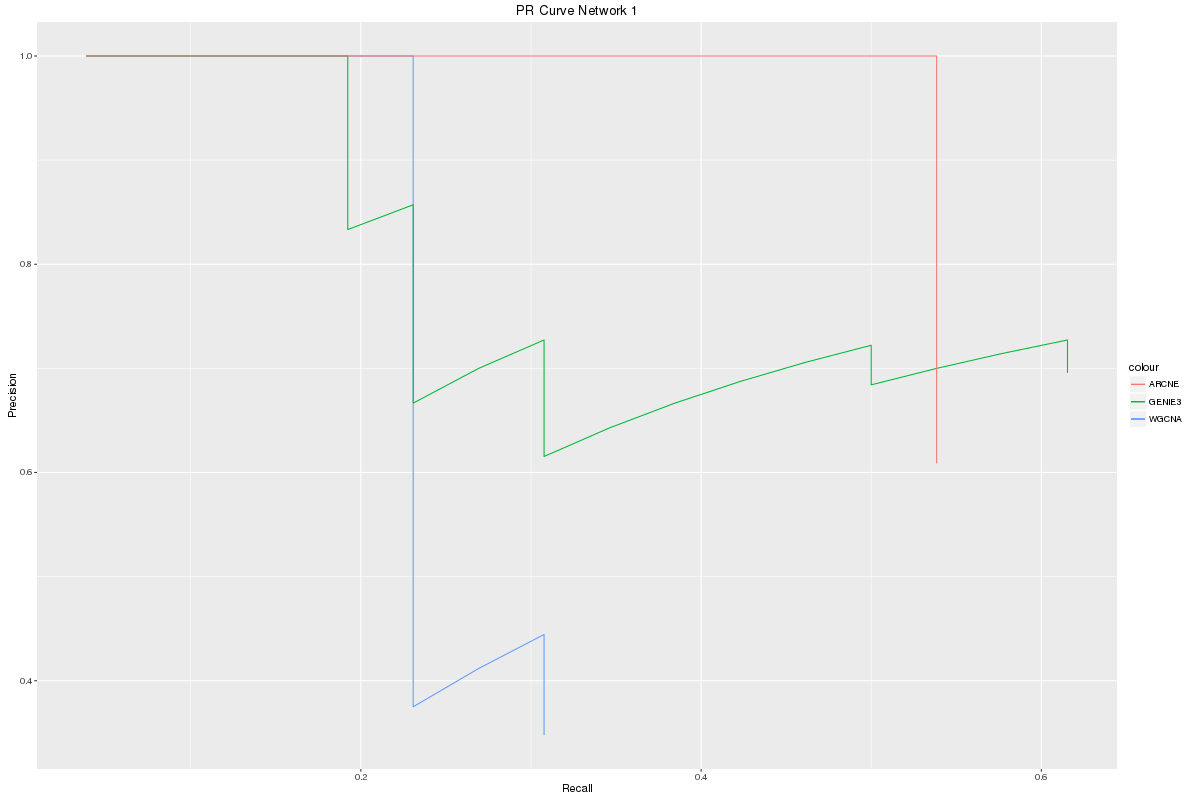 PR Curve Network 1
Precision
1.0
0.8
0.6
0.4
0.2
0.4
0.6
Recall
colour
ARCNE
GENIE3
WGCNA